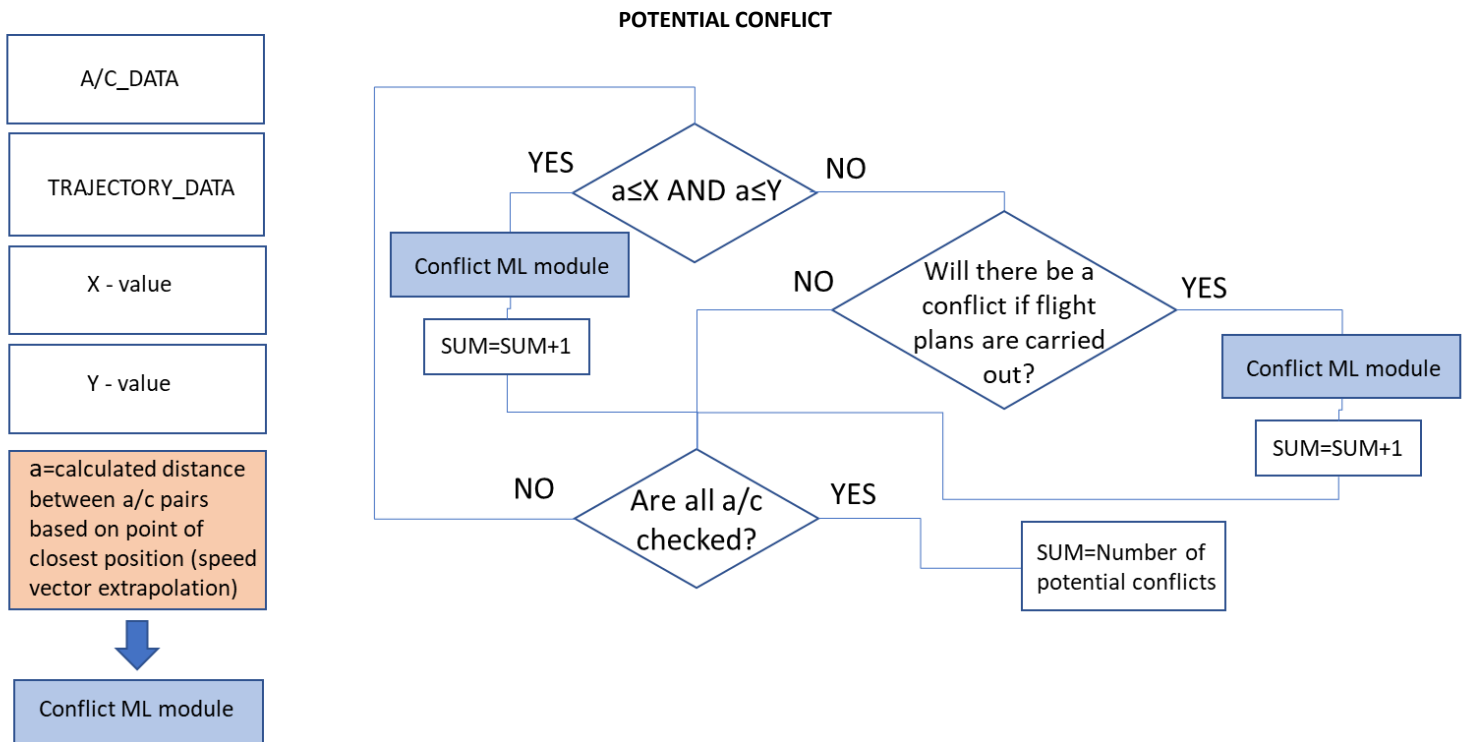 POTENTIAL CONFLICT
A/C_DATA
TRAJECTORY_DATA
X - value
Y - value
a=calculated distance
between a/c pairs
based on point of
closest position (speed
vector extrapolation)
Conflict ML module
YES
a≤X AND a≤Y
NO
Conflict ML module
SUM=SUM+1
NO
Will there be a
conflict if flight
plans are carried
out?
YES
Conflict ML module
SUM=SUM+1
NO
Are all a/c
checked?
YES
SUM=Number of
potential conflicts